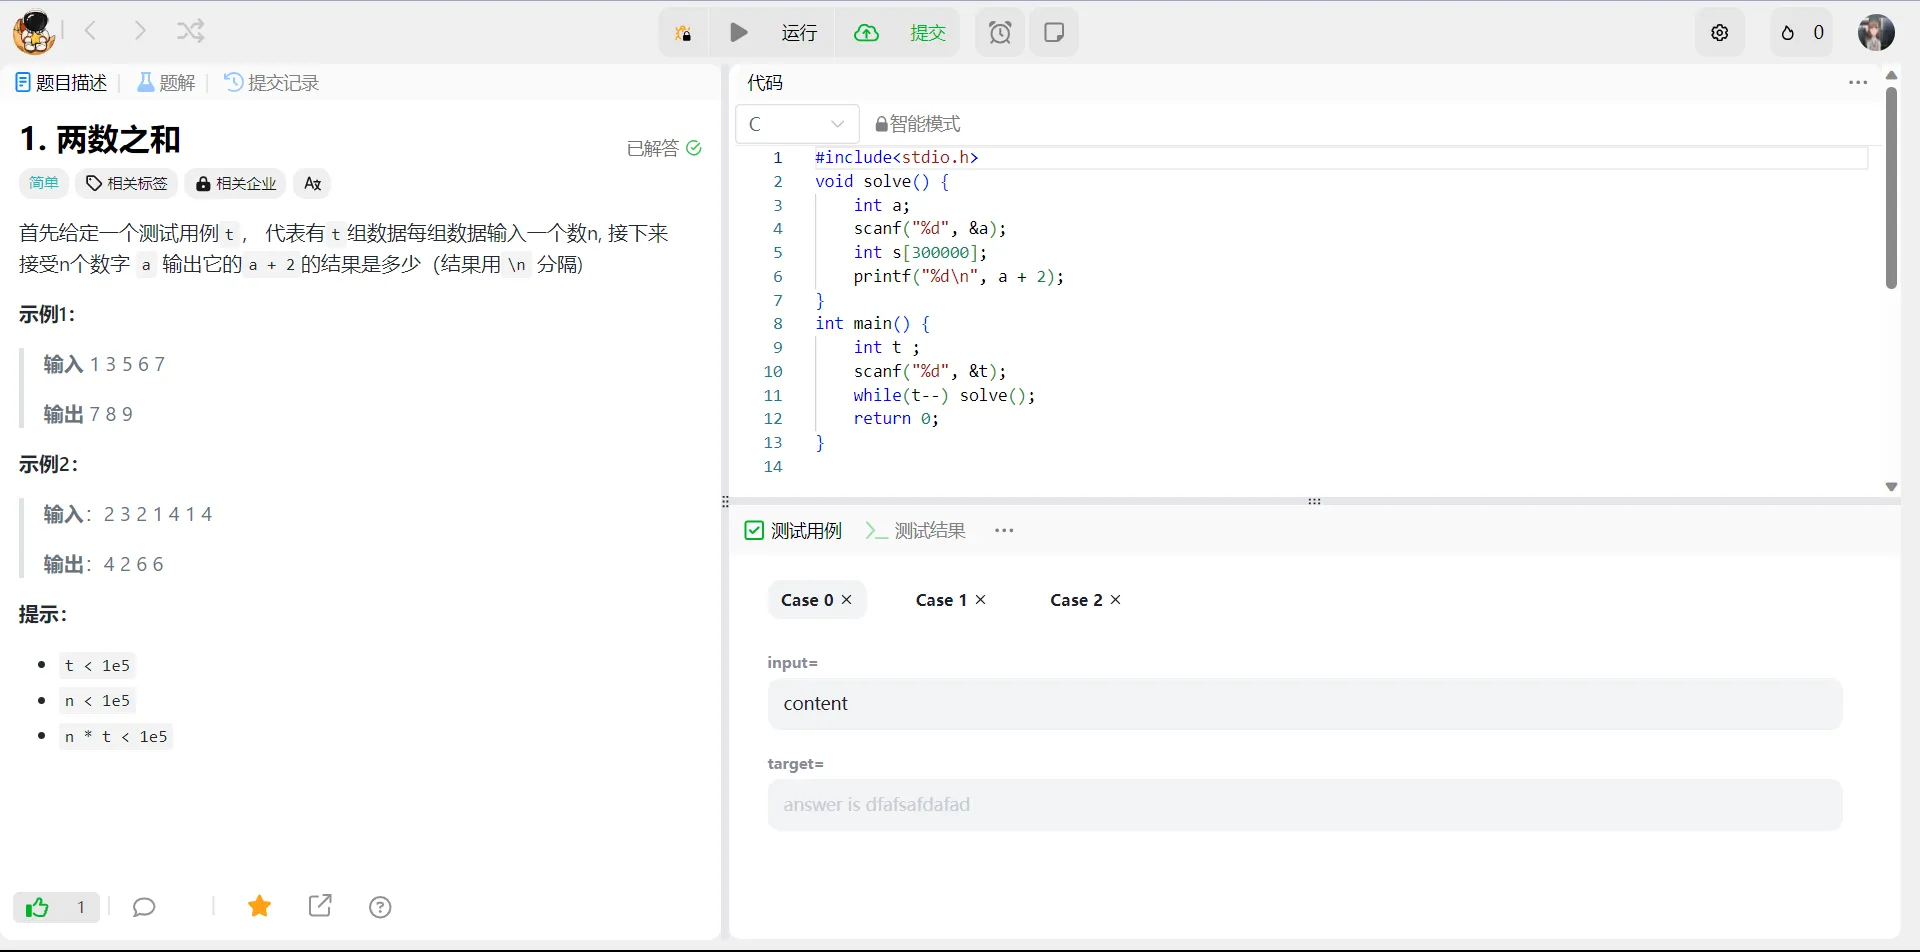 运行
提交
0
题目描述
题解
提交记录
1. 两数之和
已解答
简单
相关标签
相关企业
首先给定一个测试用例 t ， 代表有 t 组数据每组数据输入一个数n, 接下来
接受n个数字 a 输出它的 a + 2 的结果是多少（结果用 \n 分隔）
示例1：
输入 1 3 5 6 7
输出 7 8 9
示例2：
输入：2 3 2 1 4 1 4
输出：4 2 6 6
提示：
t < 1e5
n < 1e5
n * t < 1e5
1
代码
C
智能模式
1 #include<stdio.h>
2 void solve() {
3 int a;
4 scanf("%d", &a);
5 int s[300000];
6 printf("%d\n", a + 2);
7 }
8 int main() {
9 int t ;
10 scanf("%d", &t);
11 while(t--) solve();
12 return 0;
13 }
14
测试用例
测试结果
Case 0
Case 1
Case 2
input=
content
target=
answer is dfafsafdafad